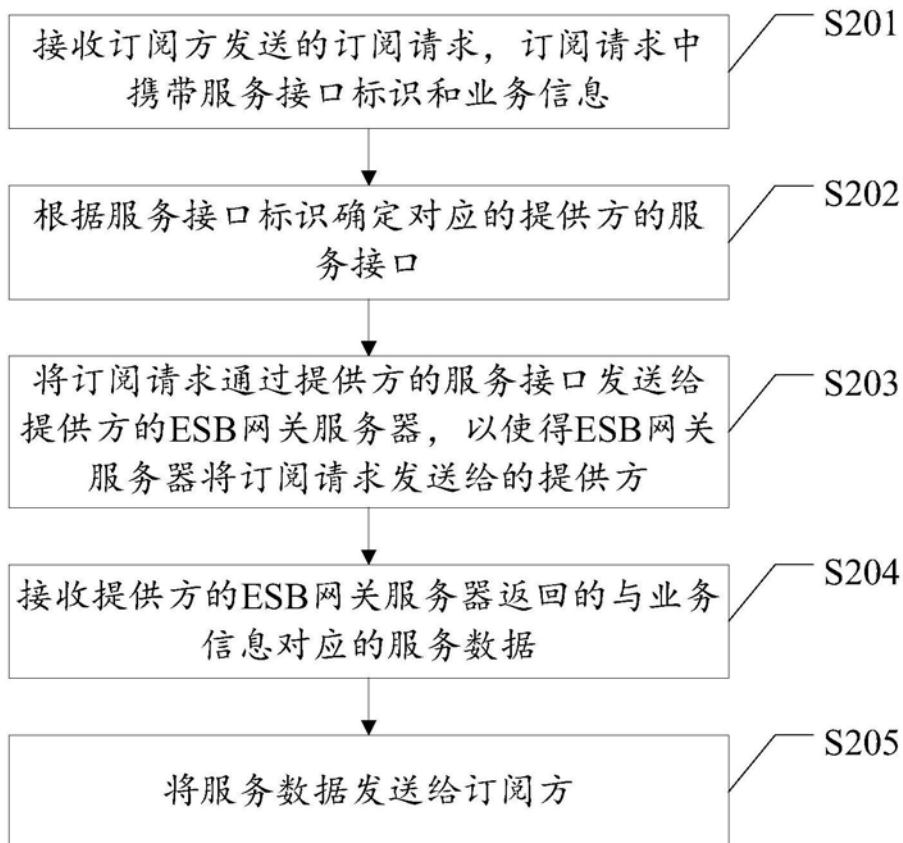 接收订阅方发送的订阅请求，订阅请求中
携带服务接口标识和业务信息
S201
根据服务接口标识确定对应的提供方的服
务接口
S202
将订阅请求通过提供方的服务接口发送给
提供方的ESB网关服务器，以使得ESB网关
服务器将订阅请求发送给的提供方
S203
接收提供方的ESB网关服务器返回的与业务
信息对应的服务数据
S204
将服务数据发送给订阅方
S205